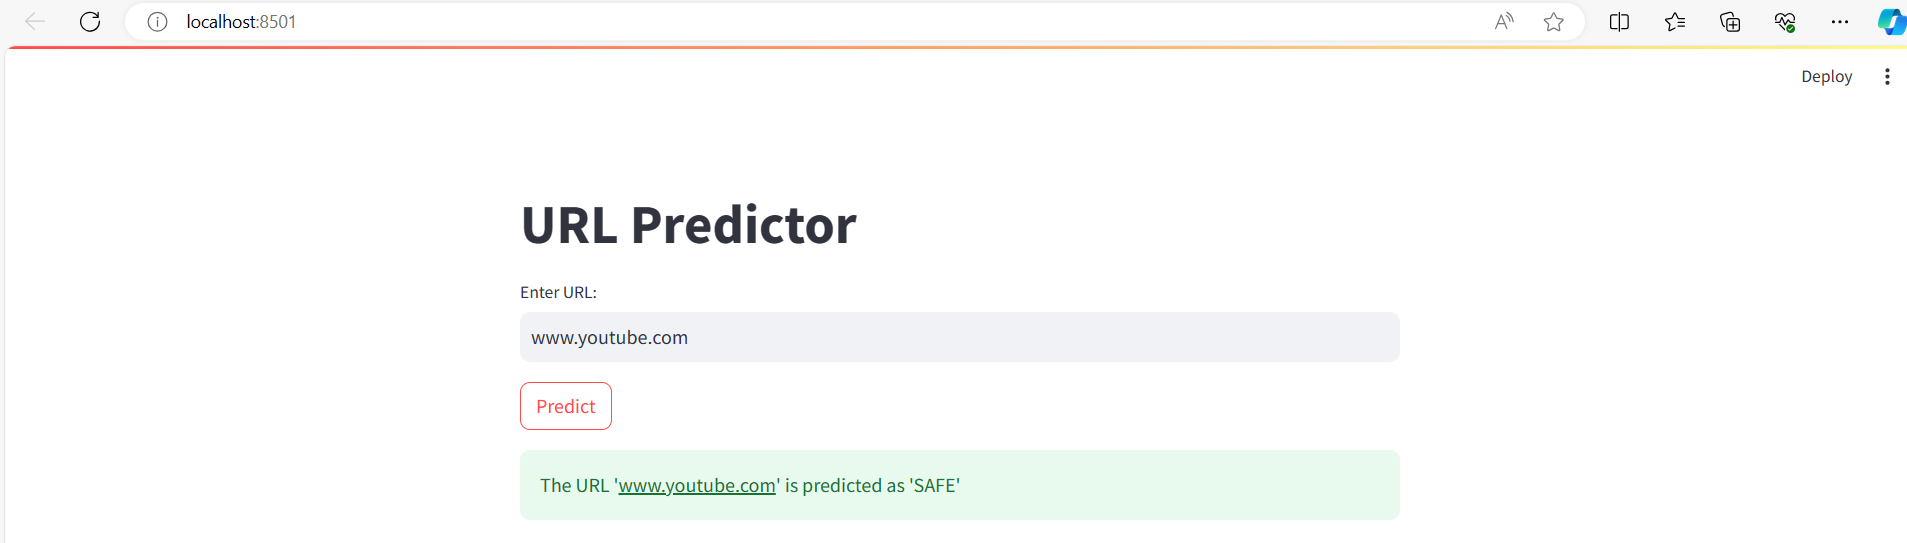 localhost:8501
Deploy
URL Predictor
Enter URL:
www.youtube.com
Predict
The URL 'www.youtube.com' is predicted as 'SAFE'